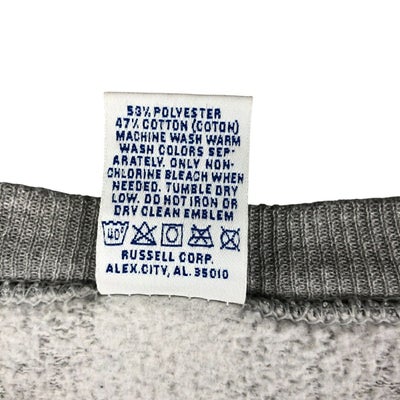 53% POLYESTER
47% COTTON (COTON)
MACHINE WASH WARM
WASH COLORS SEP-
ARATELY. ONLY NON-
CHLORINE BLEACH WHEN
NEEDED. TUMBLE DRY
LOW. DO NOT IRON OR
DRY CLEAN EMBLEM
40°
RUSSELL CORP.
ALEX.CITY, AL. 35010